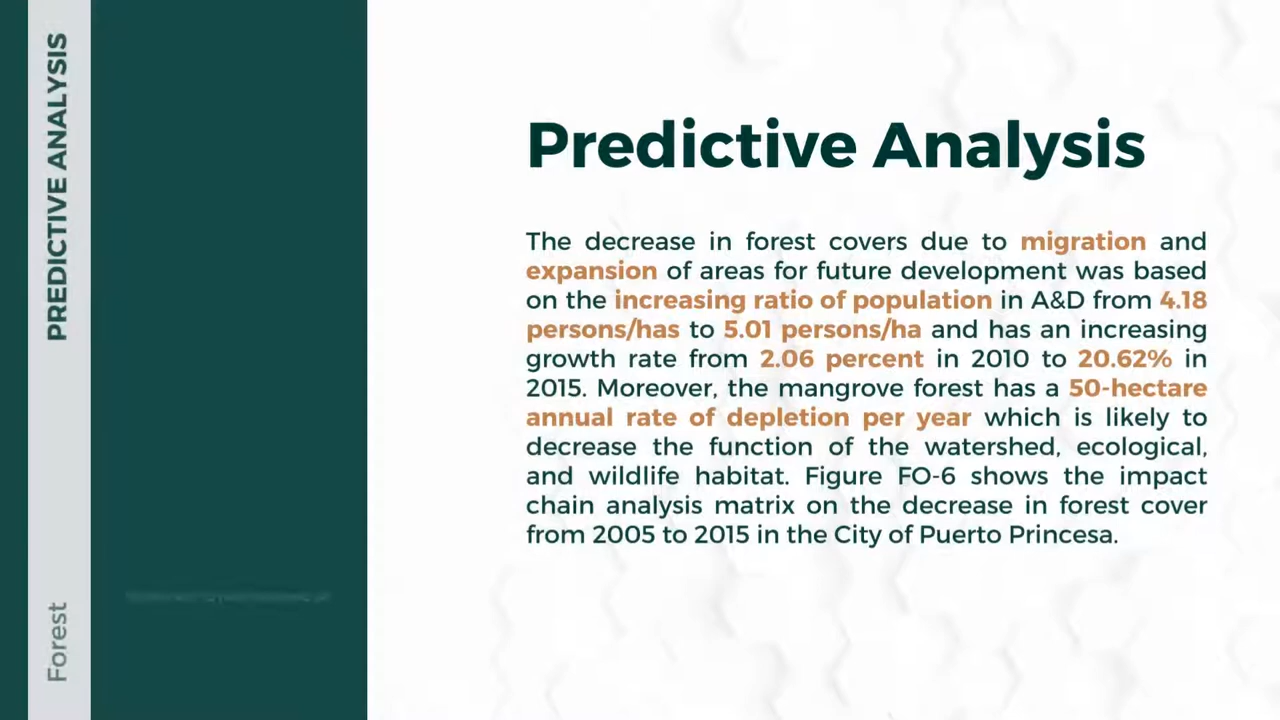 PREDICTIVE ANALYSIS
Forest
Predictive Analysis
The decrease in forest covers due to migration and
expansion of areas for future development was based
on the increasing ratio of population in A&D from 4.18
persons/has to 5.01 persons/ha and has an increasing
growth rate from 2.06 percent in 2010 to 20.62% in
2015. Moreover, the mangrove forest has a 50-hectare
annual rate of depletion per year which is likely to
decrease the function of the watershed, ecological,
and wildlife habitat. Figure FO-6 shows the impact
chain analysis matrix on the decrease in forest cover
from 2005 to 2015 in the City of Puerto Princesa.